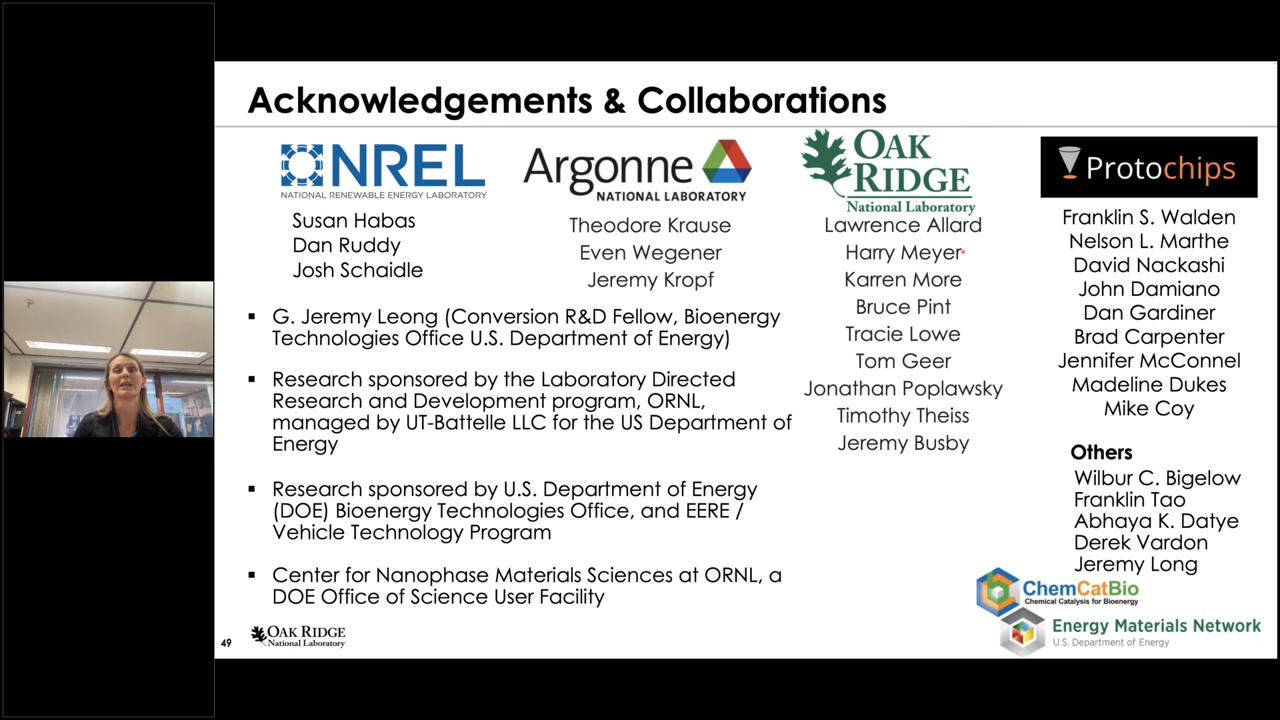 Acknowledgements & Collaborations
NREL
NATIONAL RENEWABLE ENERGY LABORATORY
Susan Habas
Dan Ruddy
Josh Schaidle
Argonne
NATIONAL LABORATORY
Theodore Krause
Even Wegener
Jeremy Kropf
OAK
RIDGE
National Laboratory
Lawrence Allard
Harry Meyer
Karren More
Bruce Pint
Tracie Lowe
Tom Geer
Jonathan Poplawsky
Timothy Theiss
Jeremy Busby
Protochips
Franklin S. Walden
Nelson L. Marthe
David Nackashi
John Damiano
Dan Gardiner
Brad Carpenter
Jennifer McConnel
Madeline Dukes
Mike Coy
Others
Wilbur C. Bigelow
Franklin Tao
Abhaya K. Datye
Derek Vardon
Jeremy Long
▪ G. Jeremy Leong (Conversion R&D Fellow, Bioenergy
Technologies Office U.S. Department of Energy)
▪ Research sponsored by the Laboratory Directed
Research and Development program, ORNL,
managed by UT-Battelle LLC for the US Department of
Energy
▪ Research sponsored by U.S. Department of Energy
(DOE) Bioenergy Technologies Office, and EERE /
Vehicle Technology Program
▪ Center for Nanophase Materials Sciences at ORNL, a
DOE Office of Science User Facility
ChemCatBio
Chemical Catalysis for Bioenergy
Energy Materials Network
U.S. Department of Energy
49
OAK RIDGE
National Laboratory